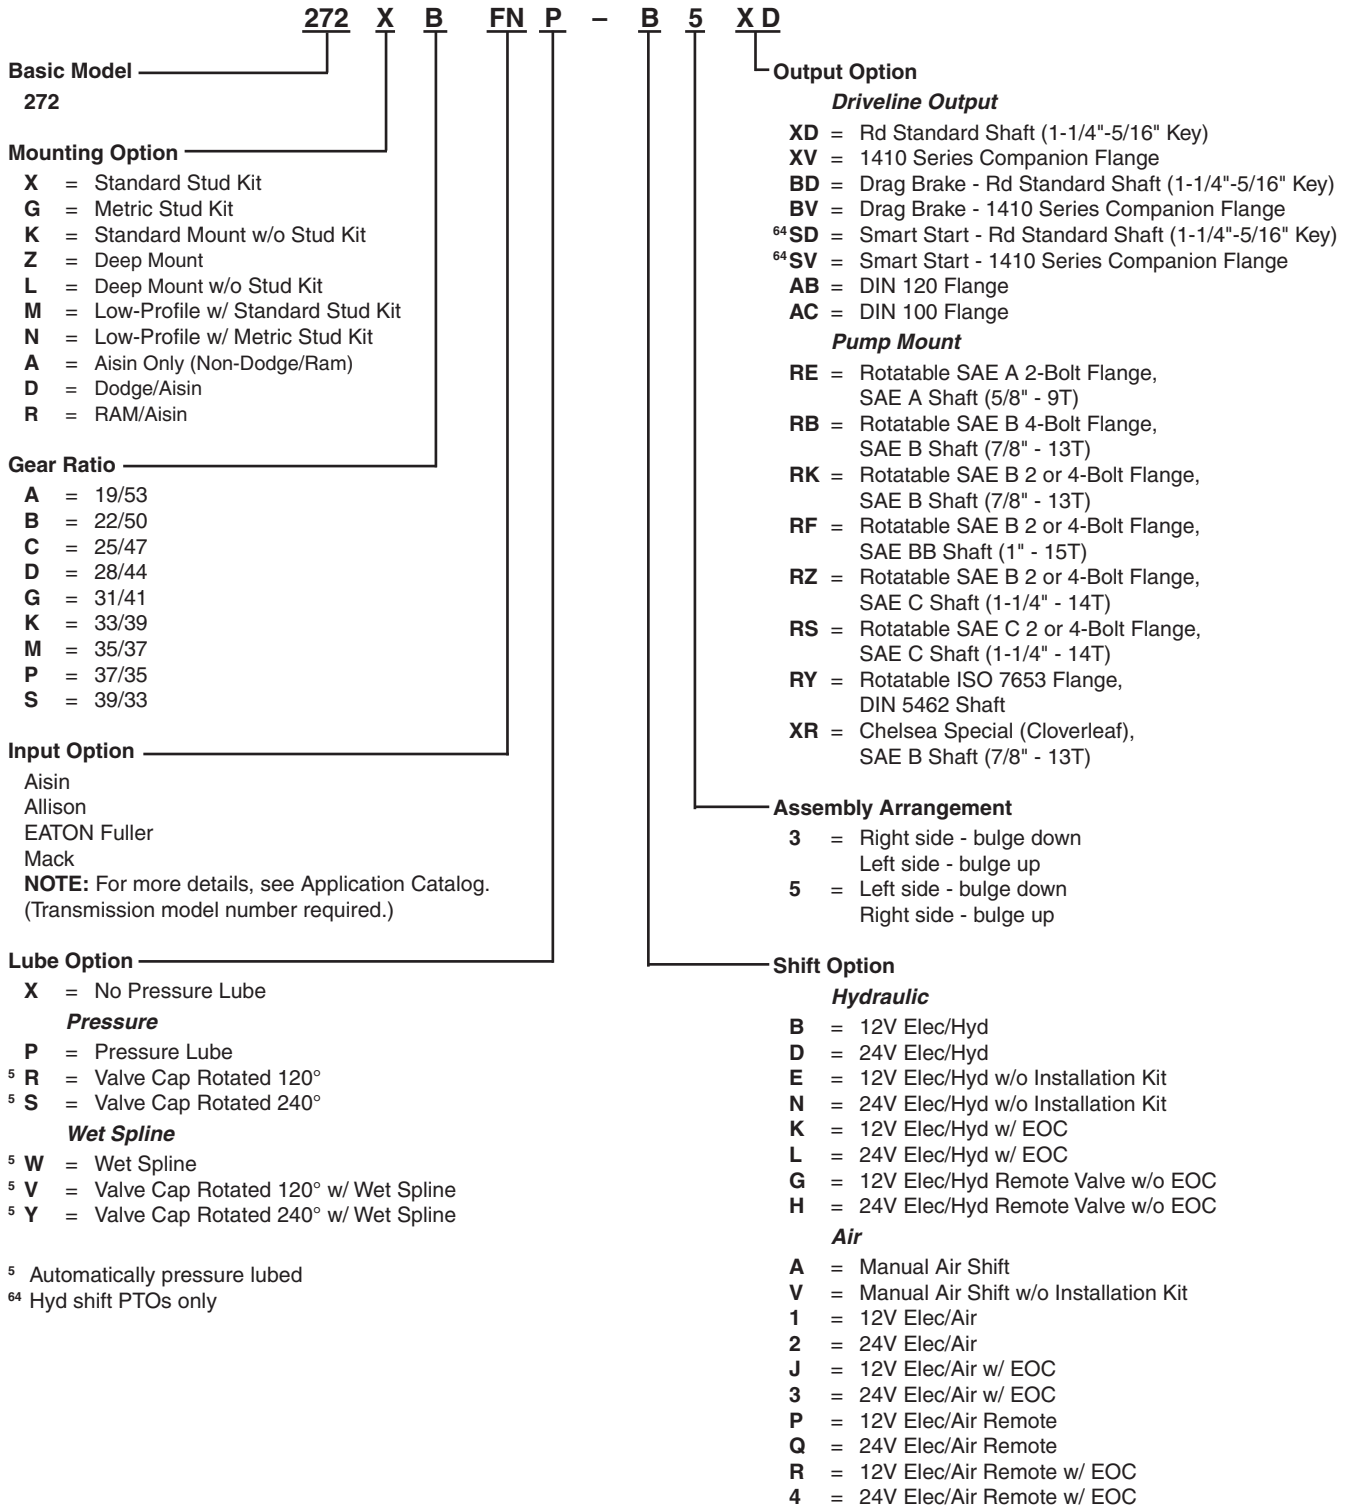 272 X B FN P – B 5 X D
Basic Model
272
Mounting Option
X = Standard Stud Kit
G = Metric Stud Kit
K = Standard Mount w/o Stud Kit
Z = Deep Mount
L = Deep Mount w/o Stud Kit
M = Low-Profile w/ Standard Stud Kit
N = Low-Profile w/ Metric Stud Kit
A = Aisin Only (Non-Dodge/Ram)
D = Dodge/Aisin
R = RAM/Aisin
Gear Ratio
A = 19/53
B = 22/50
C = 25/47
D = 28/44
G = 31/41
K = 33/39
M = 35/37
P = 37/35
S = 39/33
Input Option
Aisin
Allison
EATON Fuller
Mack
NOTE: For more details, see Application Catalog.
(Transmission model number required.)
Lube Option
X = No Pressure Lube
Pressure
P = Pressure Lube
5 R = Valve Cap Rotated 120°
5 S = Valve Cap Rotated 240°
Wet Spline
5 W = Wet Spline
5 V = Valve Cap Rotated 120° w/ Wet Spline
5 Y = Valve Cap Rotated 240° w/ Wet Spline
5 Automatically pressure lubed
64 Hyd shift PTOs only
Output Option
Driveline Output
XD = Rd Standard Shaft (1-1/4"-5/16" Key)
XV = 1410 Series Companion Flange
BD = Drag Brake - Rd Standard Shaft (1-1/4"-5/16" Key)
BV = Drag Brake - 1410 Series Companion Flange
64 SD = Smart Start - Rd Standard Shaft (1-1/4"-5/16" Key)
64 SV = Smart Start - 1410 Series Companion Flange
AB = DIN 120 Flange
AC = DIN 100 Flange
Pump Mount
RE = Rotatable SAE A 2-Bolt Flange,
SAE A Shaft (5/8" - 9T)
RB = Rotatable SAE B 4-Bolt Flange,
SAE B Shaft (7/8" - 13T)
RK = Rotatable SAE B 2 or 4-Bolt Flange,
SAE B Shaft (7/8" - 13T)
RF = Rotatable SAE B 2 or 4-Bolt Flange,
SAE BB Shaft (1" - 15T)
RZ = Rotatable SAE B 2 or 4-Bolt Flange,
SAE C Shaft (1-1/4" - 14T)
RS = Rotatable SAE C 2 or 4-Bolt Flange,
SAE C Shaft (1-1/4" - 14T)
RY = Rotatable ISO 7653 Flange,
DIN 5462 Shaft
XR = Chelsea Special (Cloverleaf),
SAE B Shaft (7/8" - 13T)
Assembly Arrangement
3 = Right side - bulge down
Left side - bulge up
5 = Left side - bulge down
Right side - bulge up
Shift Option
Hydraulic
B = 12V Elec/Hyd
D = 24V Elec/Hyd
E = 12V Elec/Hyd w/o Installation Kit
N = 24V Elec/Hyd w/o Installation Kit
K = 12V Elec/Hyd w/ EOC
L = 24V Elec/Hyd w/ EOC
G = 12V Elec/Hyd Remote Valve w/o EOC
H = 24V Elec/Hyd Remote Valve w/o EOC
Air
A = Manual Air Shift
V = Manual Air Shift w/o Installation Kit
1 = 12V Elec/Air
2 = 24V Elec/Air
J = 12V Elec/Air w/ EOC
3 = 24V Elec/Air w/ EOC
P = 12V Elec/Air Remote
Q = 24V Elec/Air Remote
R = 12V Elec/Air Remote w/ EOC
4 = 24V Elec/Air Remote w/ EOC